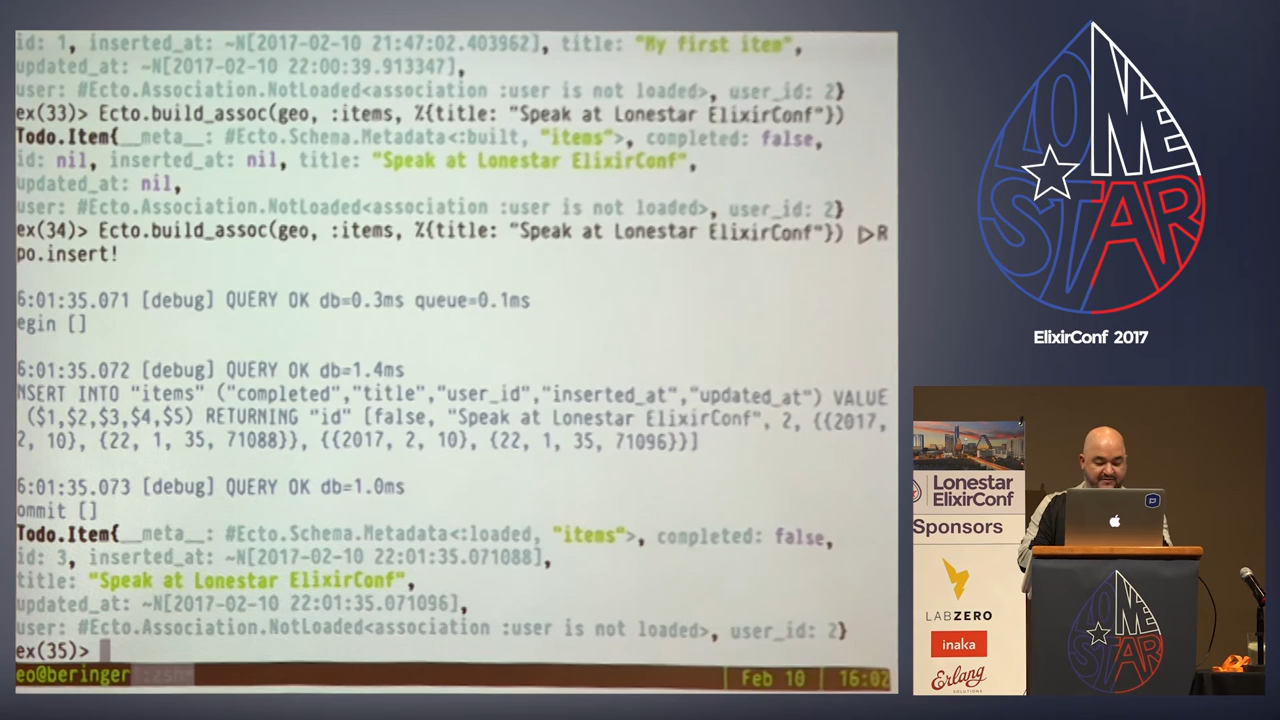 id: 1, inserted_at: ~N[2017-02-10 21:47:02.403962], title: "My first item",
updated_at: ~N[2017-02-10 22:00:39.913347],
user: #Ecto.Association.NotLoaded<association :user is not loaded>, user_id: 2}
ex(33)> Ecto.build_assoc(geo, :items, %{title: "Speak at Lonestar ElixirConf"})
Todo.Item{__meta__: #Ecto.Schema.Metadata<:built, "items">, completed: false,
id: nil, inserted_at: nil, title: "Speak at Lonestar ElixirConf",
updated_at: nil,
user: #Ecto.Association.NotLoaded<association :user is not loaded>, user_id: 2}
ex(34)> Ecto.build_assoc(geo, :items, %{title: "Speak at Lonestar ElixirConf"}) ▷R
po.insert!
6:01:35.071 [debug] QUERY OK db=0.3ms queue=0.1ms
egin []
6:01:35.072 [debug] QUERY OK db=1.4ms
NSERT INTO "items" ("completed","title","user_id","inserted_at","updated_at") VALUE
($1,$2,$3,$4,$5) RETURNING "id" [false, "Speak at Lonestar ElixirConf", 2, {{2017,
2, 10}, {22, 1, 35, 71088}}, {{2017, 2, 10}, {22, 1, 35, 71096}}]
6:01:35.073 [debug] QUERY OK db=1.0ms
ommit []
Todo.Item{__meta__: #Ecto.Schema.Metadata<:loaded, "items">, completed: false,
id: 3, inserted_at: ~N[2017-02-10 22:01:35.071088],
title: "Speak at Lonestar ElixirConf",
updated_at: ~N[2017-02-10 22:01:35.071096],
user: #Ecto.Association.NotLoaded<association :user is not loaded>, user_id: 2}
ex(35)>
eo@beringer 1:zsh* Feb 10 16:02
LONE
STAR
ElixirConf 2017
Lonestar
ElixirConf
Sponsors
LABZERO
inaka
Erlang
SOLUTIONS
LONE
STAR